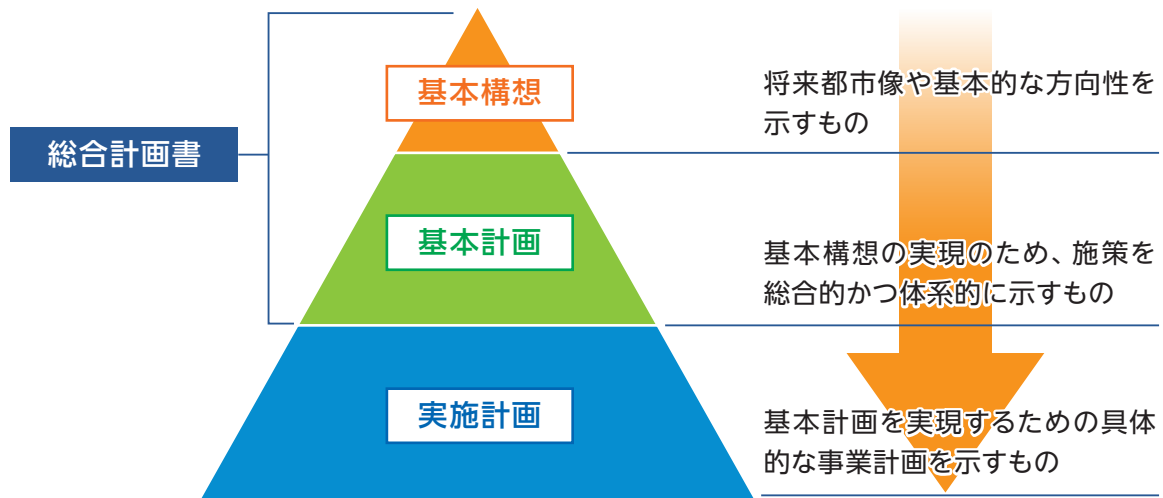 総合計画書
基本構想
将来都市像や基本的な方向性を
示すもの
基本計画
基本構想の実現のため、施策を
総合的かつ体系的に示すもの
実施計画
基本計画を実現するための具体
的な事業計画を示すもの